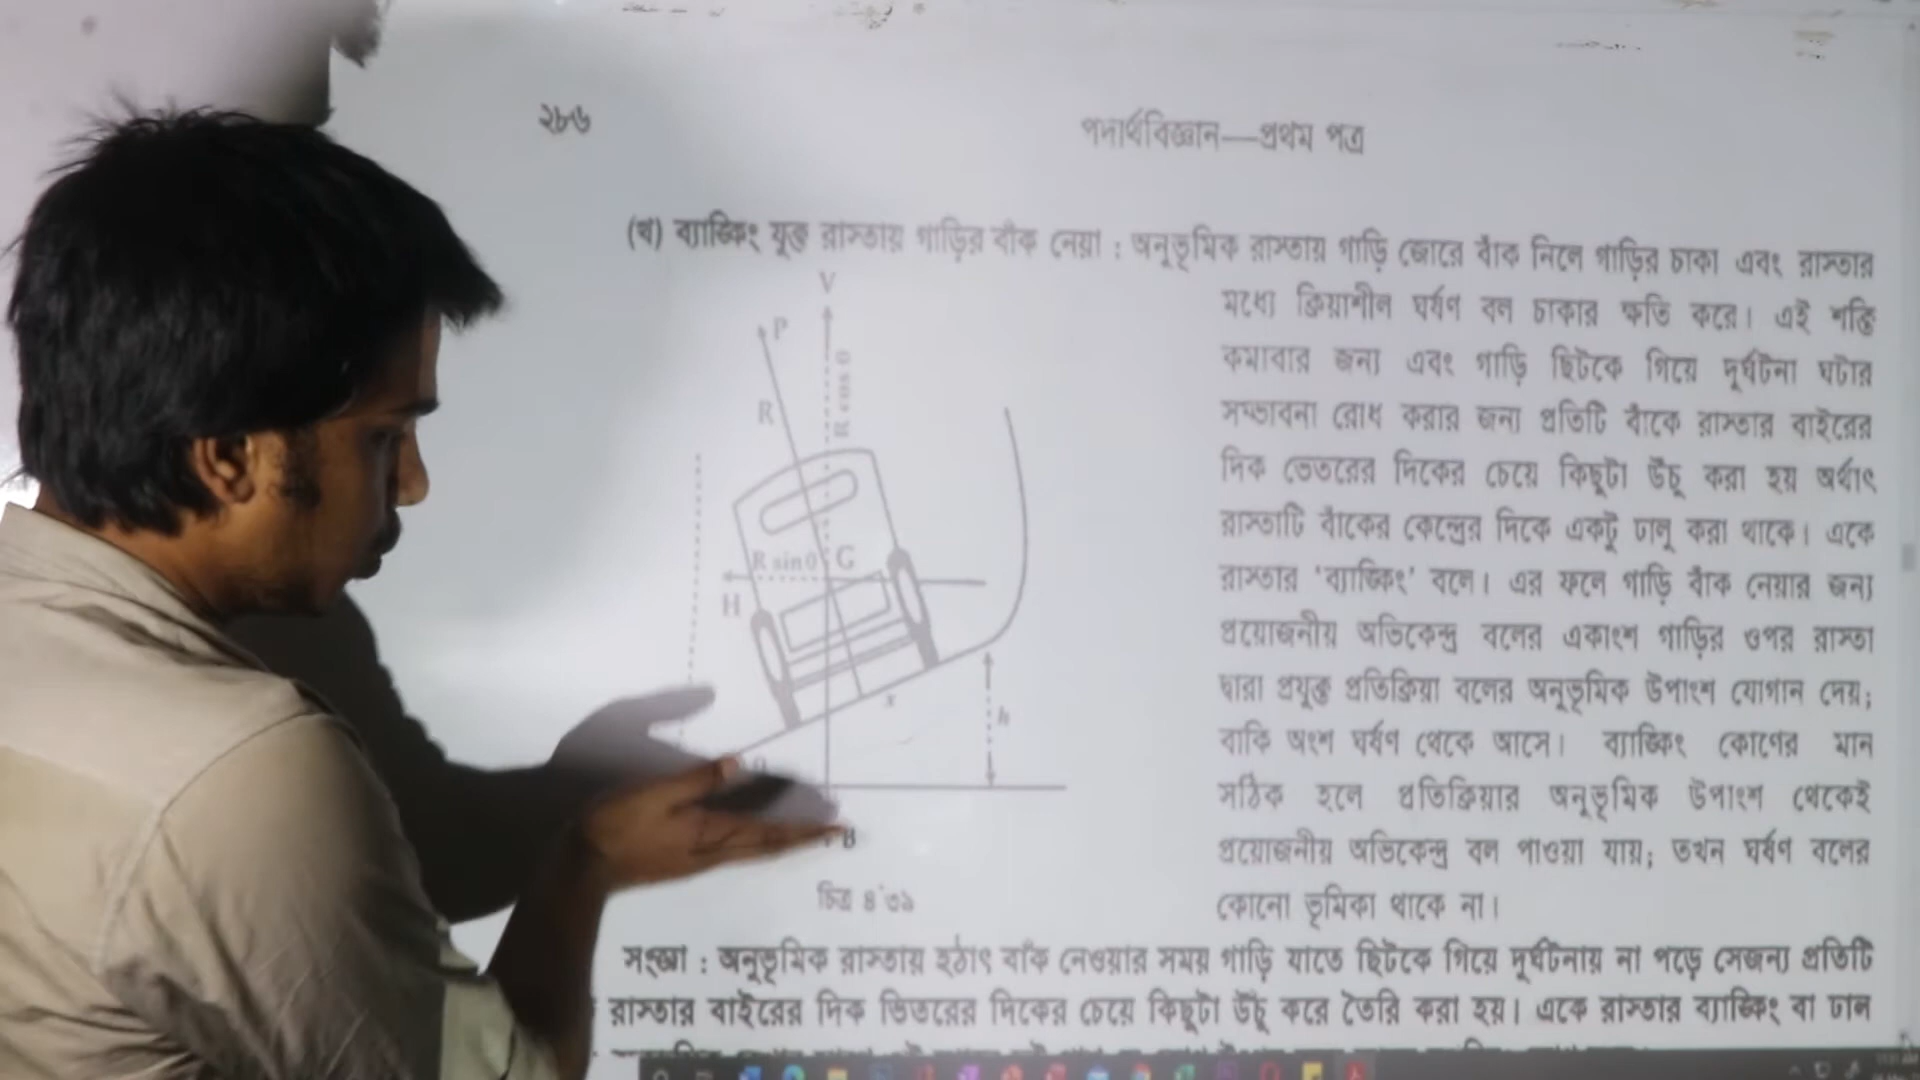 ২৮৬
পদার্থবিজ্ঞান—প্রথম পত্র
(খ) ব্যাঙ্কিং যুক্ত রাস্তায় গাড়ির বাঁক নেয়া : অনুভূমিক রাস্তায় গাড়ি জোরে বাঁক নিলে গাড়ির চাকা এবং রাস্তার
মধ্যে ক্রিয়াশীল ঘর্ষণ বল চাকার ক্ষতি করে। এই শক্তি
কমাবার জন্য এবং গাড়ি ছিটকে গিয়ে দুর্ঘটনা ঘটার
সম্ভাবনা রোধ করার জন্য প্রতিটি বাঁকে রাস্তার বাইরের
দিক ভেতরের দিকের চেয়ে কিছুটা উঁচু করা হয় অর্থাৎ
রাস্তাটি বাঁকের কেন্দ্রের দিকে একটু ঢালু করা থাকে। একে
রাস্তার ‘ব্যাঙ্কিং’ বলে। এর ফলে গাড়ি বাঁক নেয়ার জন্য
প্রয়োজনীয় অভিকেন্দ্র বলের একাংশ গাড়ির ওপর রাস্তা
দ্বারা প্রযুক্ত প্রতিক্রিয়া বলের অনুভূমিক উপাংশ যোগান দেয়;
বাকি অংশ ঘর্ষণ থেকে আসে। ব্যাঙ্কিং কোণের মান
সঠিক হলে প্রতিক্রিয়ার অনুভূমিক উপাংশ থেকেই
প্রয়োজনীয় অভিকেন্দ্র বল পাওয়া যায়; তখন ঘর্ষণ বলের
কোনো ভূমিকা থাকে না।
V
P
R cos θ
R
R sin θ
G
H
x
h
B
চিত্র ৪'৩৯
সংজ্ঞা : অনুভূমিক রাস্তায় হঠাৎ বাঁক নেওয়ার সময় গাড়ি যাতে ছিটকে গিয়ে দুর্ঘটনায় না পড়ে সেজন্য প্রতিটি
রাস্তার বাইরের দিক ভিতরের দিকের চেয়ে কিছুটা উঁচু করে তৈরি করা হয়। একে রাস্তার ব্যাঙ্কিং বা ঢাল